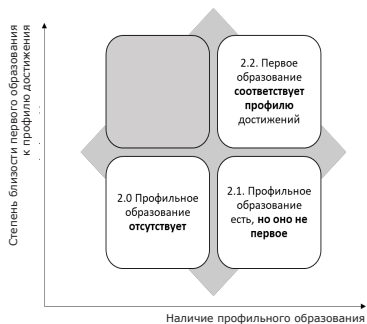 Степень близости первого образования
к профилю достижения
2.2. Первое
образование
соответствует
профилю
достижений
2.0 Профильное
образование
отсутствует
2.1. Профильное
образование
есть, но оно не
первое
Наличие профильного образования